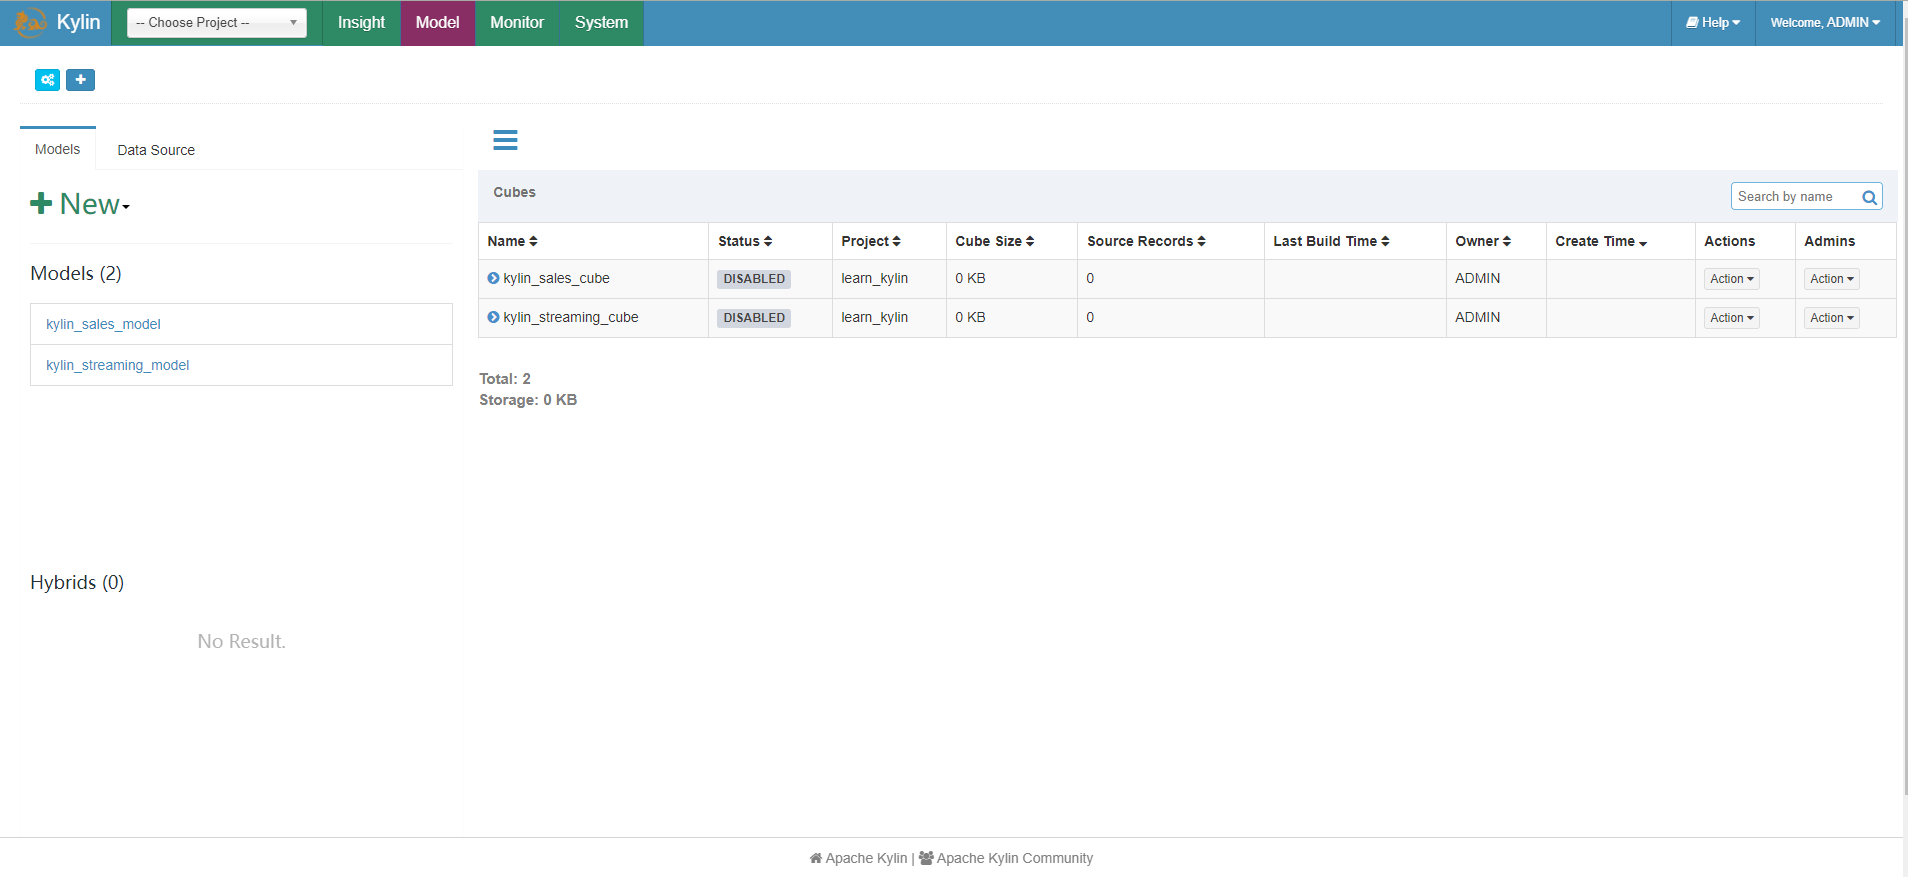 Kylin -- Choose Project -- Insight Model Monitor System Help Welcome, ADMIN
Models Data Source
New
Models (2)
kylin_sales_model
kylin_streaming_model
Hybrids (0)
No Result.
Cubes Search by name
Name Status Project Cube Size Source Records Last Build Time Owner Create Time Actions Admins
kylin_sales_cube DISABLED learn_kylin 0 KB 0 ADMIN Action Action
kylin_streaming_cube DISABLED learn_kylin 0 KB 0 ADMIN Action Action
Total: 2
Storage: 0 KB
Apache Kylin | Apache Kylin Community